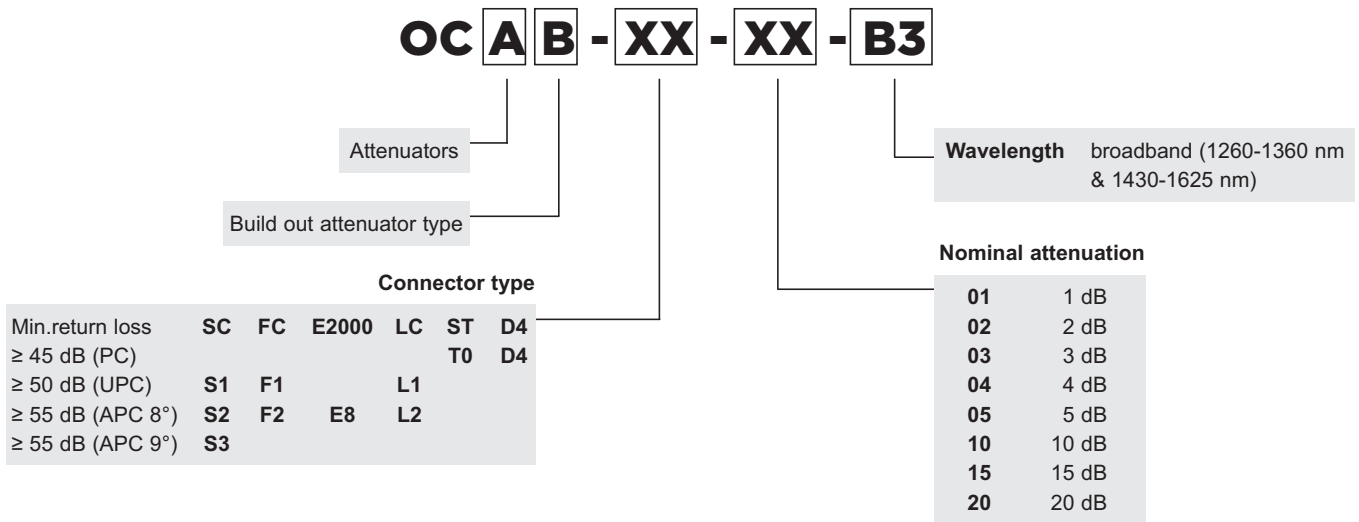 OCAB - XX - XX - B3
Attenuators
Wavelength broadband (1260-1360 nm
& 1430-1625 nm)
Build out attenuator type
Connector type
Min.return loss SC FC E2000 LC ST D4
≥ 45 dB (PC) T0 D4
≥ 50 dB (UPC) S1 F1 L1
≥ 55 dB (APC 8°) S2 F2 E8 L2
≥ 55 dB (APC 9°) S3
Nominal attenuation
01 1 dB
02 2 dB
03 3 dB
04 4 dB
05 5 dB
10 10 dB
15 15 dB
20 20 dB